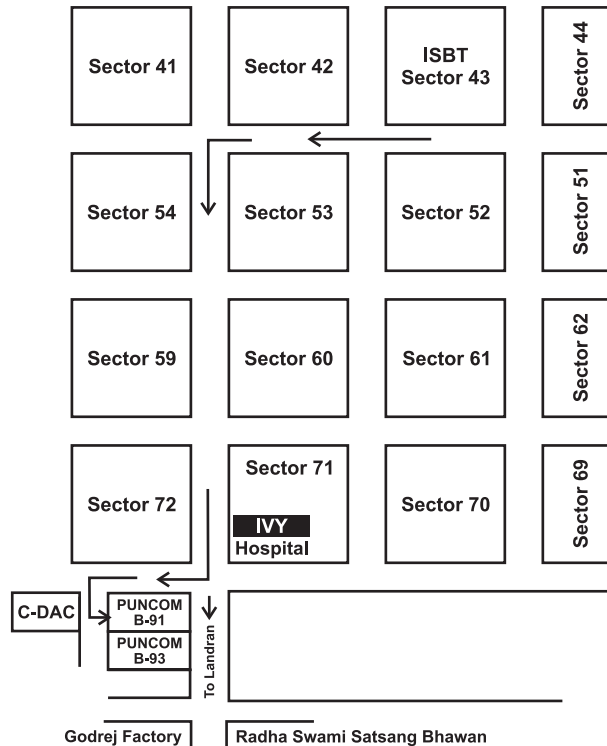 Sector 41
Sector 42
ISBT
Sector 43
Sector 44
Sector 54
Sector 53
Sector 52
Sector 51
Sector 59
Sector 60
Sector 61
Sector 62
Sector 72
Sector 71
IVY
Hospital
Sector 70
Sector 69
C-DAC
PUNCOM
B-91
PUNCOM
B-93
To Landran
Godrej Factory
Radha Swami Satsang Bhawan